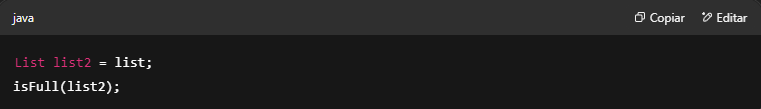 java Copiar Editar
List list2 = list;
isFull(list2);